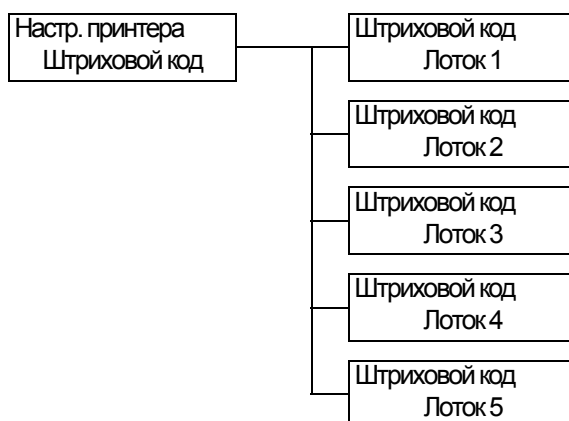 Настр. принтера
Штриховой код
Штриховой код
Лоток 1
Штриховой код
Лоток 2
Штриховой код
Лоток 3
Штриховой код
Лоток 4
Штриховой код
Лоток 5